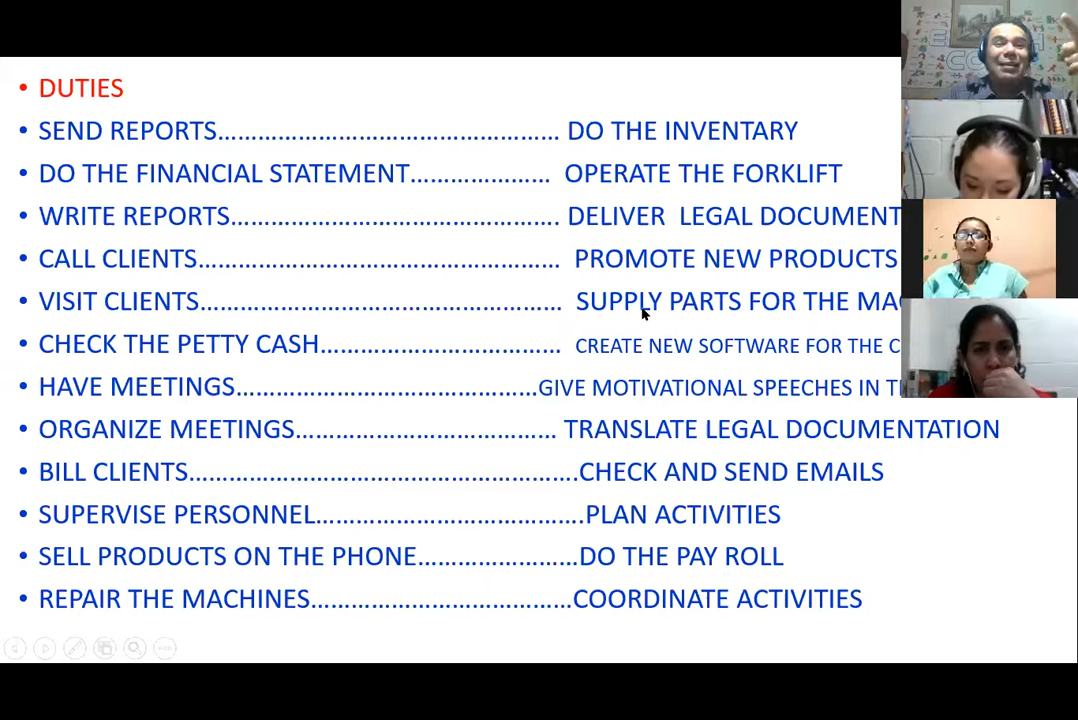 • DUTIES
• SEND REPORTS………………………………………….. DO THE INVENTORY
• DO THE FINANCIAL STATEMENT………………… OPERATE THE FORKLIFT
• WRITE REPORTS………………………………………… DELIVER LEGAL DOCUMENT
• CALL CLIENTS…………………………………………….. PROMOTE NEW PRODUCTS
• VISIT CLIENTS……………………………………………. SUPPLY PARTS FOR THE
• CHECK THE PETTY CASH…………………………….. CREATE NEW SOFTWARE FOR THE
• HAVE MEETINGS……………………………………..GIVE MOTIVATIONAL SPEECHES IN
• ORGANIZE MEETINGS………………………………… TRANSLATE LEGAL DOCUMENTATION
• BILL CLIENTS………………………………………………….CHECK AND SEND EMAILS
• SUPERVISE PERSONNEL………………………………….PLAN ACTIVITIES
• SELL PRODUCTS ON THE PHONE……………………DO THE PAY ROLL
• REPAIR THE MACHINES…………………………………COORDINATE ACTIVITIES